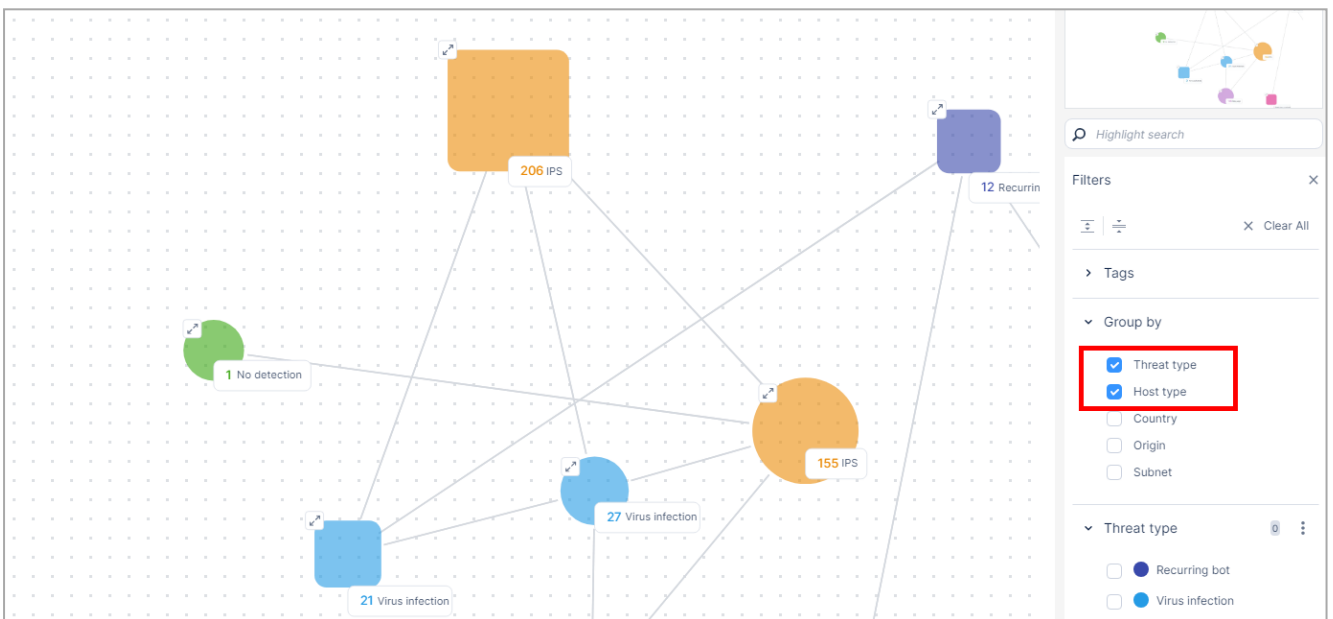 206 IPS
12 Recurrin
1 No detection
155 IPS
27 Virus infection
21 Virus infection
Highlight search
Filters
Clear All
Tags
Group by
Threat type
Host type
Country
Origin
Subnet
Threat type 0
Recurring bot
Virus infection